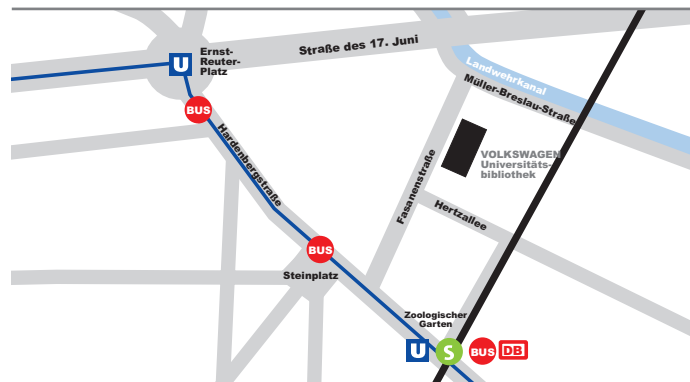 Straße des 17. Juni
U
Ernst-
Reuter-
Platz
BUS
Landwehrkanal
Müller-Breslau-Straße
Hardenbergstraße
VOLKSWAGEN
Universitäts-
bibliothek
Fasanenstraße
Hertzallee
BUS
Steinplatz
Zoologischer
Garten
U
S
BUS
DB